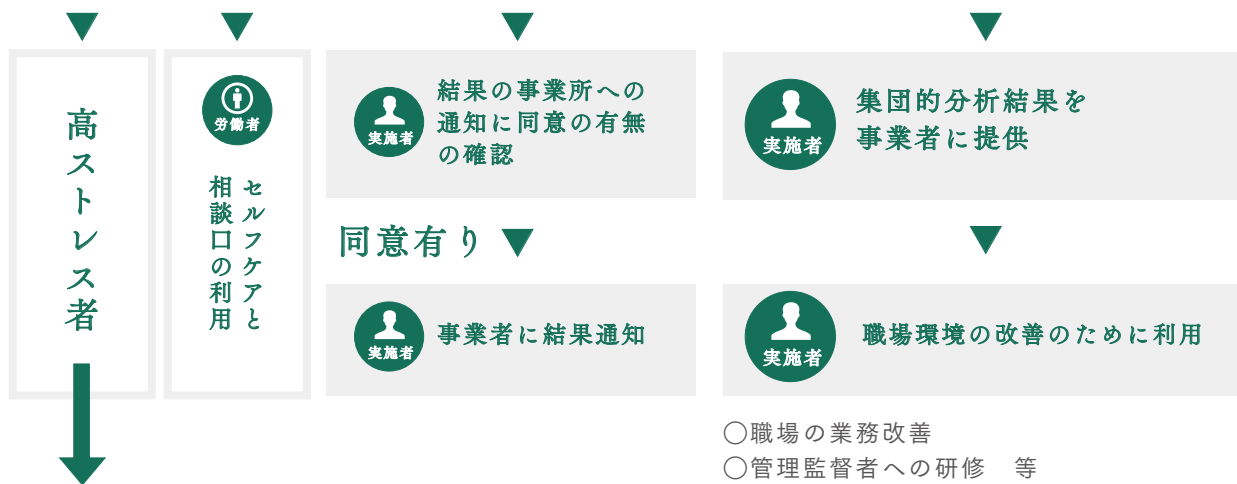 高ストレス者
労働者
セルフケアと
相談口の利用
実施者
結果の事業所への
通知に同意の有無
の確認
同意有り
実施者
事業者に結果通知
実施者
集団的分析結果を
事業者に提供
実施者
職場環境の改善のために利用
○職場の業務改善
○管理監督者への研修　等